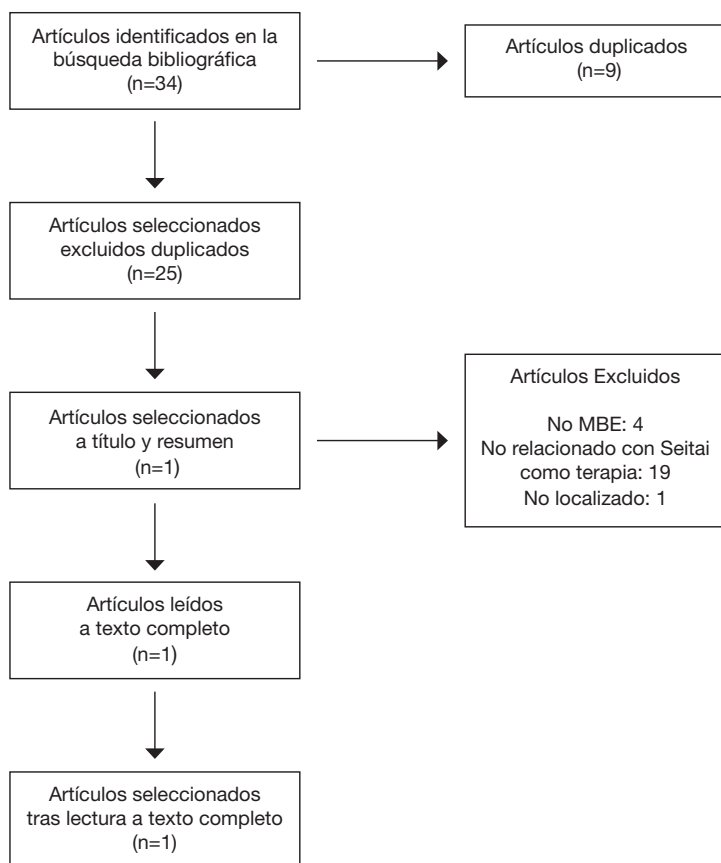 Artículos identificados en la
búsqueda bibliográfica
(n=34)
Artículos duplicados
(n=9)
Artículos seleccionados
excluidos duplicados
(n=25)
Artículos seleccionados
a título y resumen
(n=1)
Artículos Excluidos
No MBE: 4
No relacionado con Seitai
como terapia: 19
No localizado: 1
Artículos leídos
a texto completo
(n=1)
Artículos seleccionados
tras lectura a texto completo
(n=1)